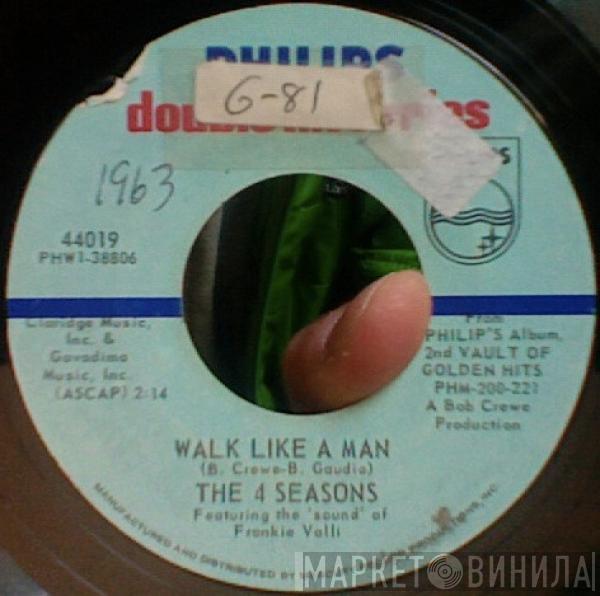 PHILIPS
G-81
1963
44019
PHW1-38806
Claridge Music,
Inc. &
Gavadima
Music, Inc.
(ASCAP) 2:14
From
PHILIP'S Album,
2nd VAULT OF
GOLDEN HITS
PHM-200-221
A Bob Crewe
Production
WALK LIKE A MAN
(B. Crewe-B. Gaudio)
THE 4 SEASONS
Featuring the 'sound' of
Frankie Valli
MANUFACTURED AND DISTRIBUTED BY
INC.
МАРКЕТ ВИНИЛА